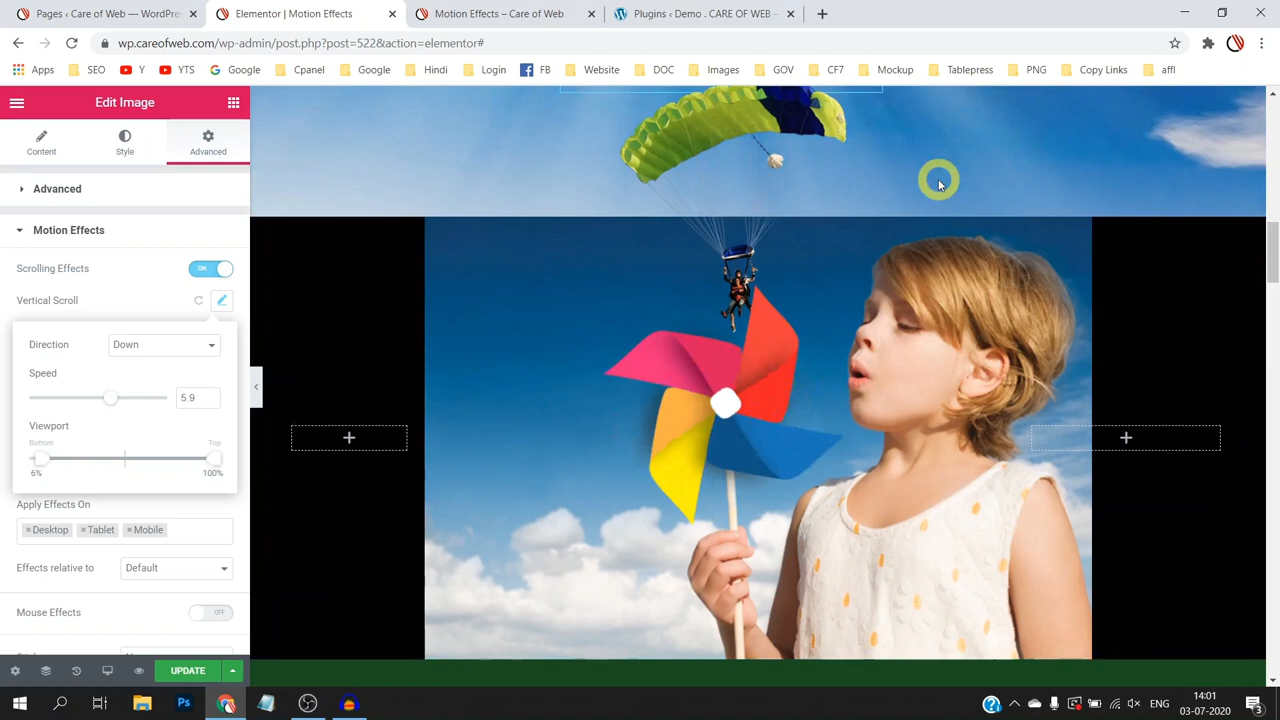 Pages ‹ Care of Web — WordPres
Elementor | Motion Effects
Motion Effects – Care of Web
Plugins ‹ Demo . CARE OF WEB —
wp.careofweb.com/wp-admin/post.php?post=522&action=elementor#
Apps SEO Y YTS Google Cpanel Google Hindi Login FB Website DOC Images GOV CF7 Mockup Tablepress PNG Copy Links affl
Edit Image
Content Style Advanced
Advanced
Motion Effects
Scrolling Effects ON
Vertical Scroll
Direction Down
Speed
5.9
Viewport
Bottom Top
6% 100%
Apply Effects On
×Desktop ×Tablet ×Mobile
Effects relative to Default
Mouse Effects OFF
UPDATE
Ps
ENG
14:01
03-07-2020
3